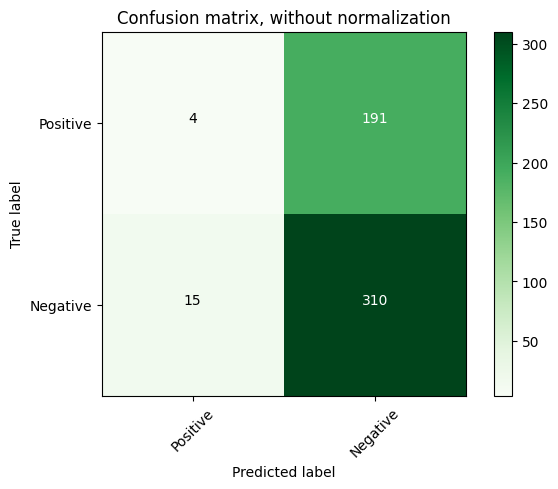 Confusion matrix, without normalization
True label
Positive
4
191
Negative
15
310
Positive
Negative
Predicted label
300
250
200
150
100
50